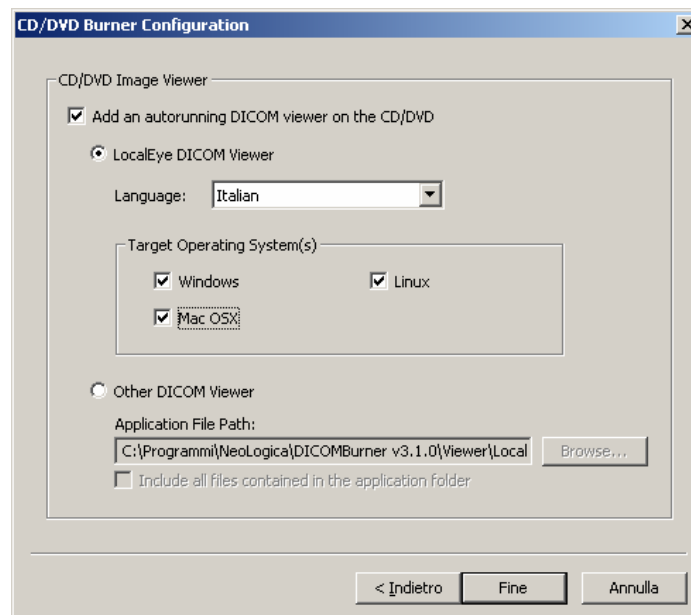 CD/DVD Burner Configuration
CD/DVD Image Viewer
Add an autorunning DICOM viewer on the CD/DVD
LocalEye DICOM Viewer
Language: Italian
Target Operating System(s)
Windows Linux
Mac OSX
Other DICOM Viewer
Application File Path:
C:\Programmi\NeoLogica\DICOMBurner v3.1.0\Viewer\Local Browse...
Include all files contained in the application folder
< Indietro Fine Annulla